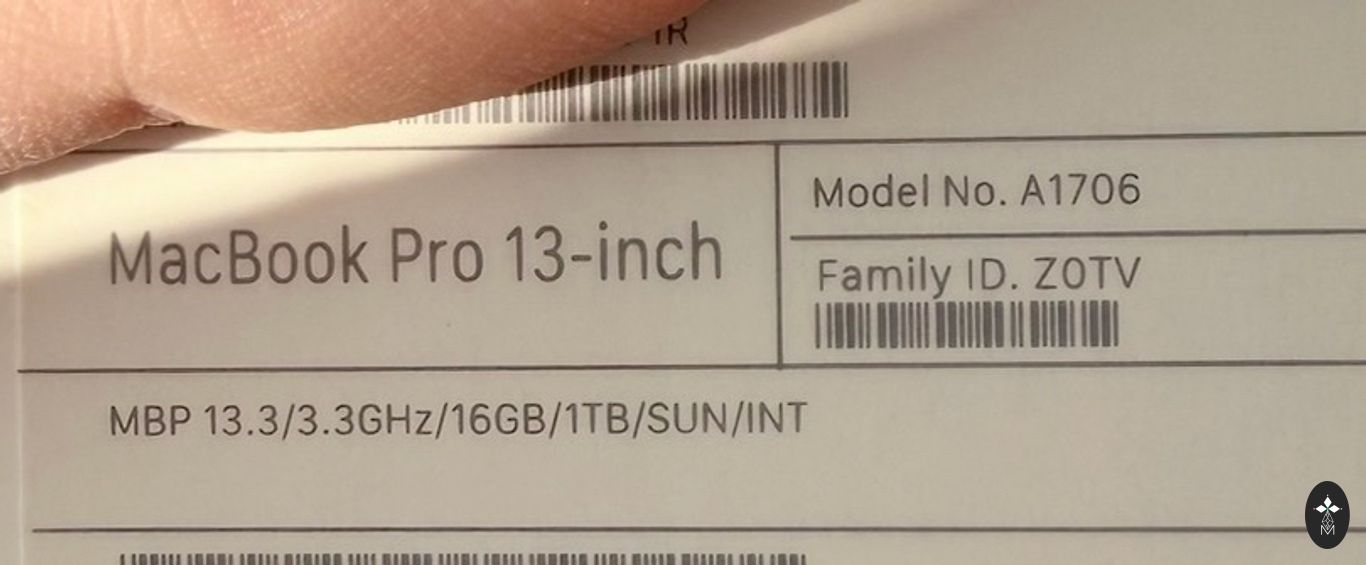 MacBook Pro 13-inch
Model No. A1706
Family ID. Z0TV
MBP 13.3/3.3GHz/16GB/1TB/SUN/INT